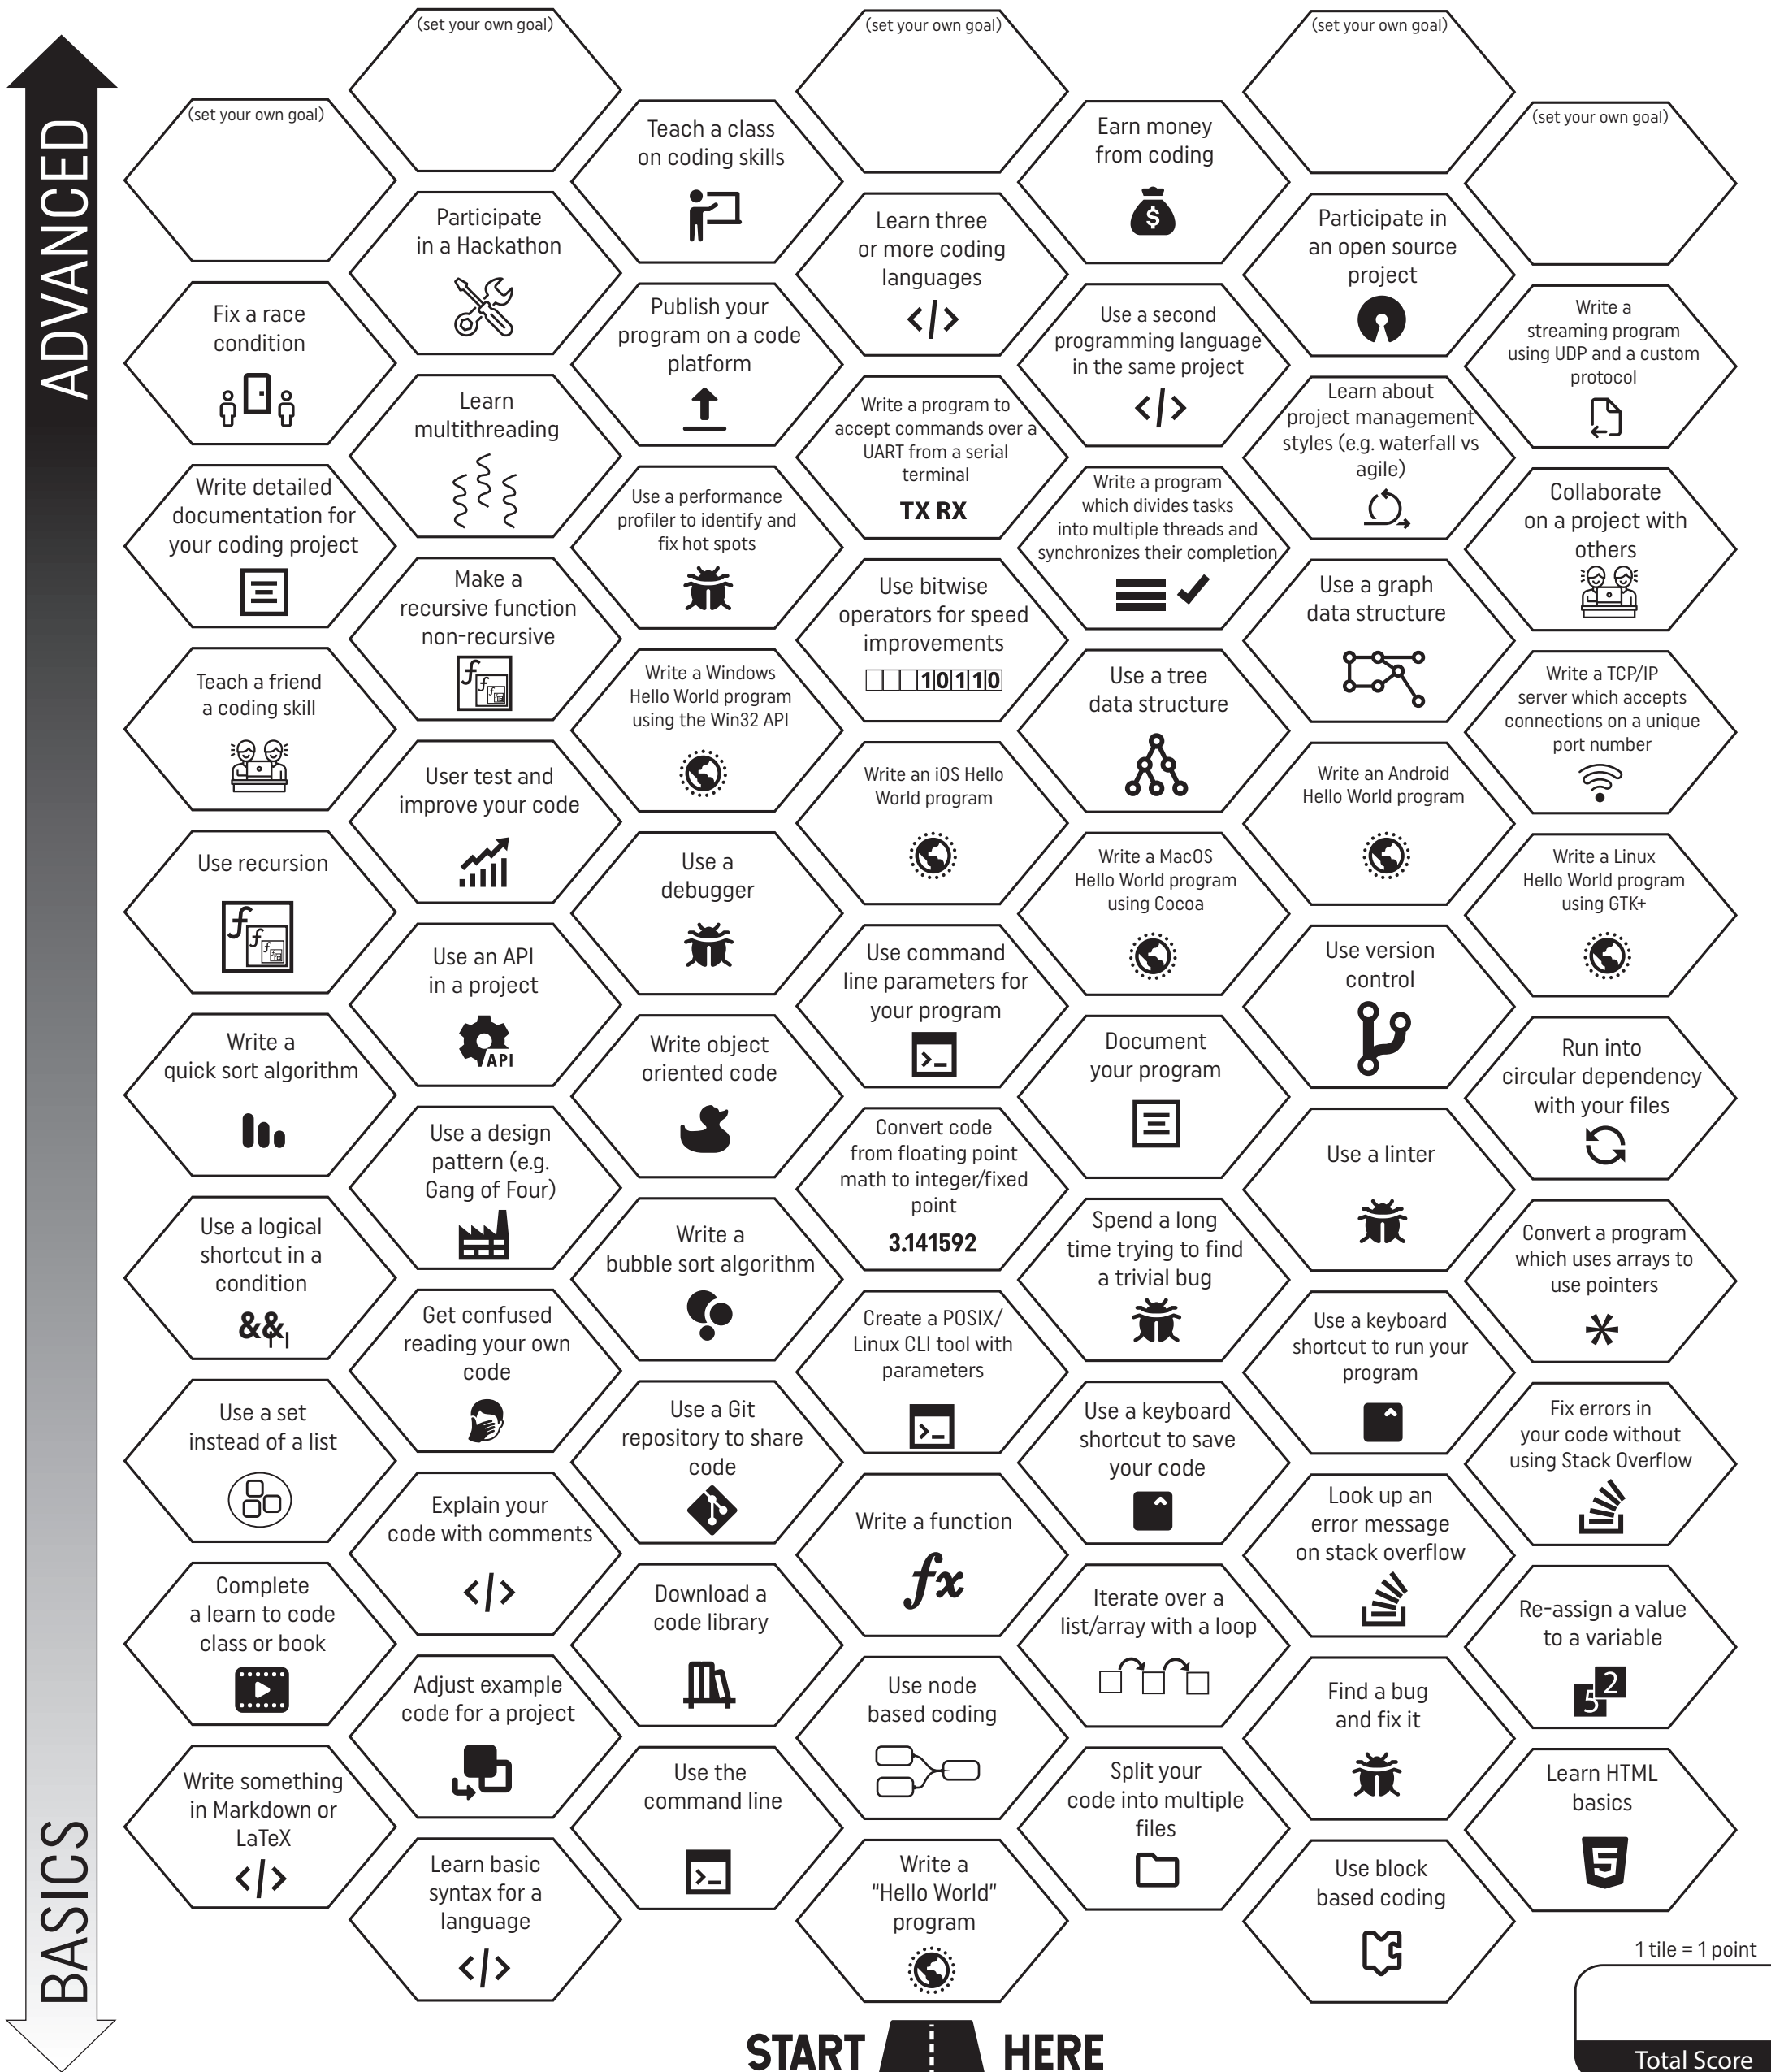 (set your own goal)
(set your own goal)
(set your own goal)
ADVANCED
(set your own goal)
Teach a class
on coding skills
Earn money
from coding
$
(set your own goal)
Participate
in a Hackathon
Learn three
or more coding
languages
</>
Participate in
an open source
project
Fix a race
condition
Publish your
program on a code
platform
Use a second
programming language
in the same project
</>
Write a
streaming program
using UDP and a custom
protocol
Learn
multithreading
Write a program to
accept commands over a
UART from a serial
terminal
TX RX
Learn about
project management
styles (e.g. waterfall vs
agile)
Write detailed
documentation for
your coding project
Use a performance
profiler to identify and
fix hot spots
Write a program
which divides tasks
into multiple threads and
synchronizes their completion
Collaborate
on a project with
others
Make a
recursive function
non-recursive
f
f
f
Use bitwise
operators for speed
improvements
10110
Use a graph
data structure
Teach a friend
a coding skill
Write a Windows
Hello World program
using the Win32 API
Use a tree
data structure
Write a TCP/IP
server which accepts
connections on a unique
port number
User test and
improve your code
Write an iOS Hello
World program
Write an Android
Hello World program
Use recursion
f
f
f
Use a
debugger
Write a MacOS
Hello World program
using Cocoa
Write a Linux
Hello World program
using GTK+
Use an API
in a project
API
Use command
line parameters for
your program
>_
Use version
control
Write a
quick sort algorithm
Write object
oriented code
Document
your program
Run into
circular dependency
with your files
Use a design
pattern (e.g.
Gang of Four)
Convert code
from floating point
math to integer/fixed
point
3.141592
Use a linter
Use a logical
shortcut in a
condition
&&||
Write a
bubble sort algorithm
Spend a long
time trying to find
a trivial bug
Convert a program
which uses arrays to
use pointers
*
Get confused
reading your own
code
Create a POSIX/
Linux CLI tool with
parameters
>_
Use a keyboard
shortcut to run your
program
^
Use a set
instead of a list
Use a Git
repository to share
code
Use a keyboard
shortcut to save
your code
^
Fix errors in
your code without
using Stack Overflow
Explain your
code with comments
</>
Write a function
fx
Look up an
error message
on stack overflow
Complete
a learn to code
class or book
Download a
code library
Iterate over a
list/array with a loop
Re-assign a value
to a variable
5 2
Adjust example
code for a project
Use node
based coding
Find a bug
and fix it
Write something
in Markdown or
LaTeX
</>
Use the
command line
>_
Split your
code into multiple
files
Learn HTML
basics
5
BASICS
Learn basic
syntax for a
language
</>
Write a
“Hello World”
program
Use block
based coding
1 tile = 1 point
Total Score
START HERE